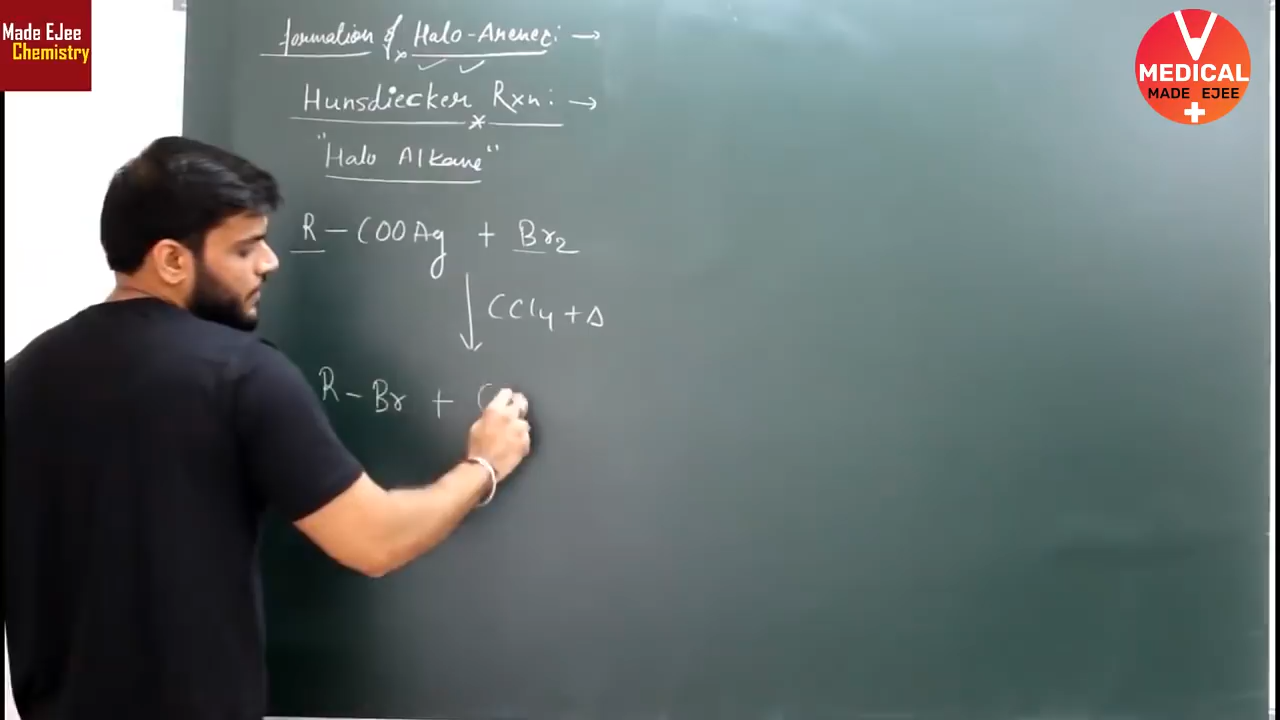 Made EJee
Chemistry
MEDICAL
MADE EJEE
formation of Halo-Arenes: →
Hunsdiecker Rxn: →
"Halo Alkane"
R - COOAg + Br2
CCl4 + Δ
R - Br + C